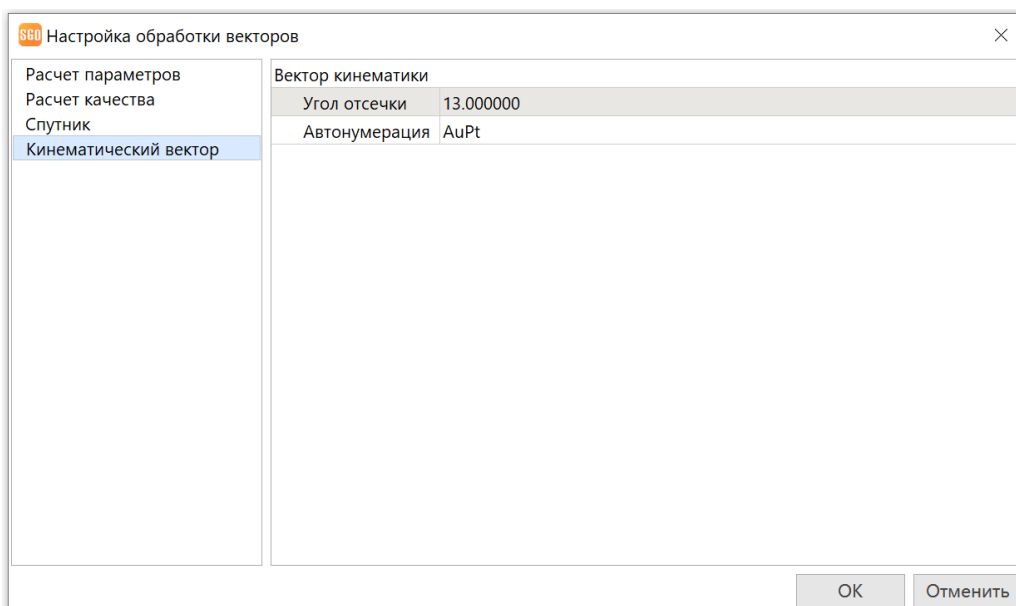 SGO Настройка обработки векторов
Расчет параметров
Расчет качества
Спутник
Кинематический вектор
Вектор кинематики
Угол отсечки 13.000000
Автонумерация AuPt
ОК Отменить